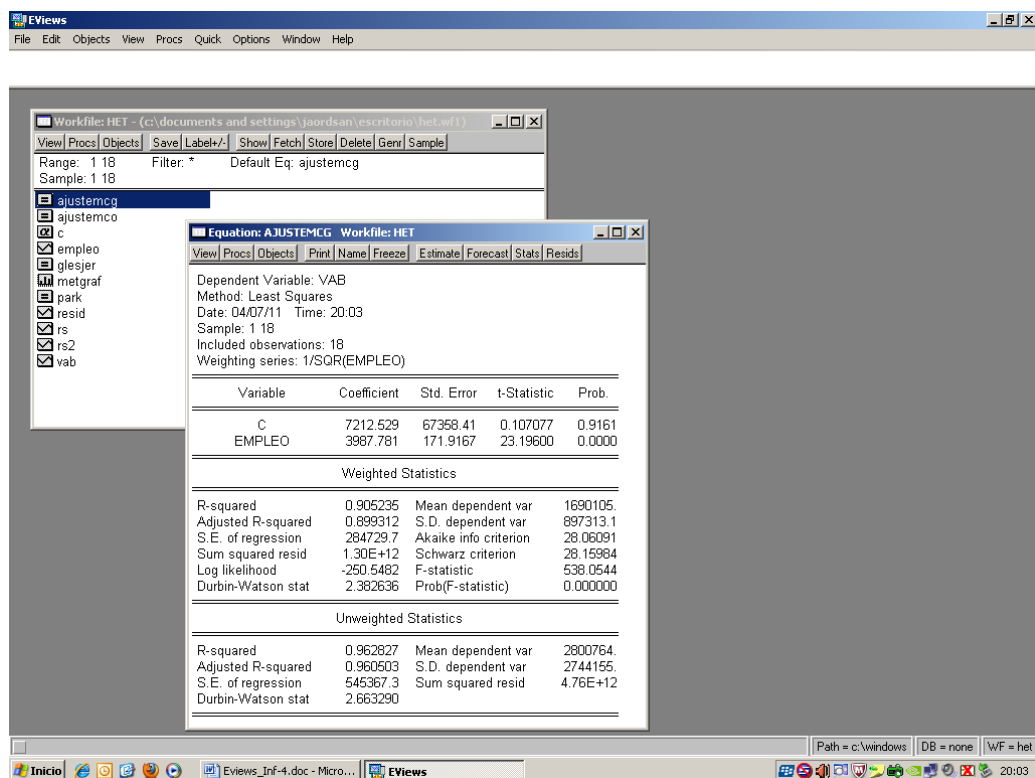 EViews
File Edit Objects View Procs Quick Options Window Help
Workfile: HET - (c:\documents and settings\jaordsan\escritorio\het.wf1)
View Procs Objects Save Label+/- Show Fetch Store Delete Genr Sample
Range: 1 18 Filter: * Default Eq: ajustemcg
Sample: 1 18
ajustemcg
ajustemco
c
empleo
glesjer
metgraf
park
resid
rs
rs2
vab
Equation: AJUSTEMCG Workfile: HET
View Procs Objects Print Name Freeze Estimate Forecast Stats Resids
Dependent Variable: VAB
Method: Least Squares
Date: 04/07/11 Time: 20:03
Sample: 1 18
Included observations: 18
Weighting series: 1/SQR(EMPLEO)
Variable Coefficient Std. Error t-Statistic Prob.
C 7212.529 67358.41 0.107077 0.9161
EMPLEO 3987.781 171.9167 23.19600 0.0000
Weighted Statistics
R-squared 0.905235 Mean dependent var 1690105.
Adjusted R-squared 0.899312 S.D. dependent var 897313.1
S.E. of regression 284729.7 Akaike info criterion 28.06091
Sum squared resid 1.30E+12 Schwarz criterion 28.15984
Log likelihood -250.5482 F-statistic 538.0544
Durbin-Watson stat 2.382636 Prob(F-statistic) 0.000000
Unweighted Statistics
R-squared 0.962827 Mean dependent var 2800764.
Adjusted R-squared 0.960503 S.D. dependent var 2744155.
S.E. of regression 545367.3 Sum squared resid 4.76E+12
Durbin-Watson stat 2.663290
Path = c:\windows DB = none WF = het
Inicio Eviews_Inf-4.doc - Micro... EViews 20:03